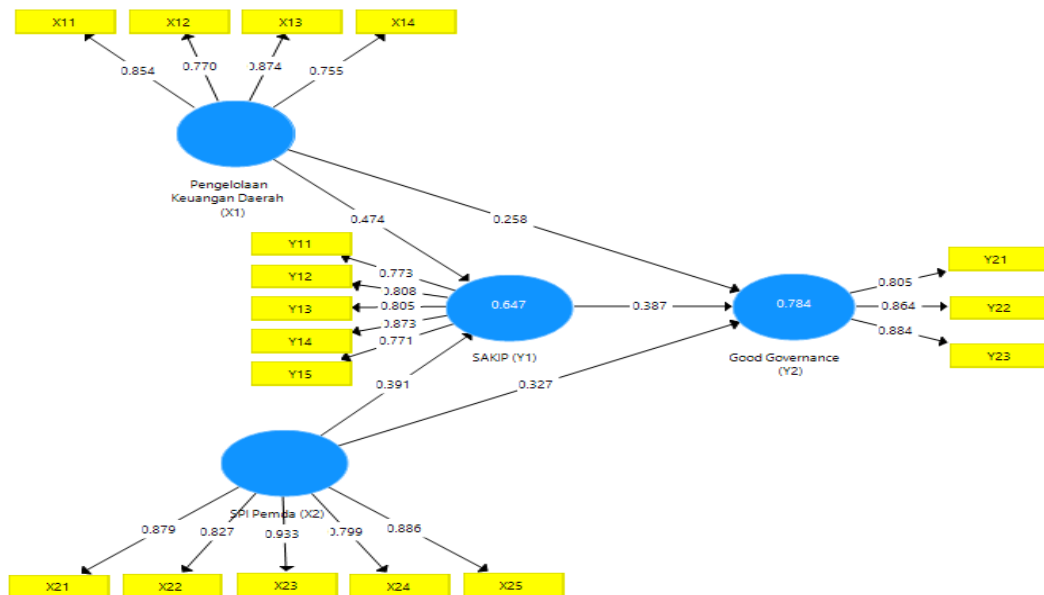 X11
X12
X13
X14
0.854
0.770
0.874
0.755
Pengelolaan
Keuangan Daerah
(X1)
0.474
0.258
Y11
Y12
Y13
Y14
Y15
0.773
0.808
0.805
0.873
0.771
0.647
SAKIP (Y1)
0.387
0.784
Good Governance
(Y2)
0.805
0.864
0.884
Y21
Y22
Y23
0.391
0.327
SPI Pemda (X2)
0.879
0.827
0.933
0.799
0.886
X21
X22
X23
X24
X25